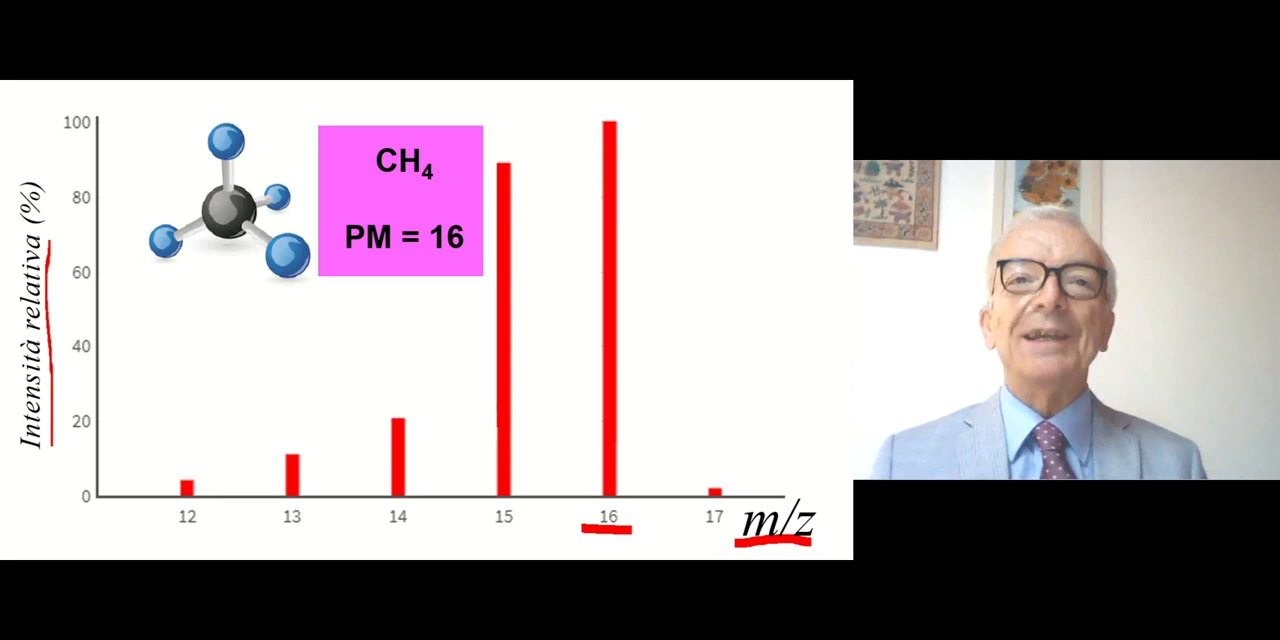 100
CH4
80
PM = 16
60
40
20
0
Intensità relativa (%)
12 13 14 15 16 17
m/z